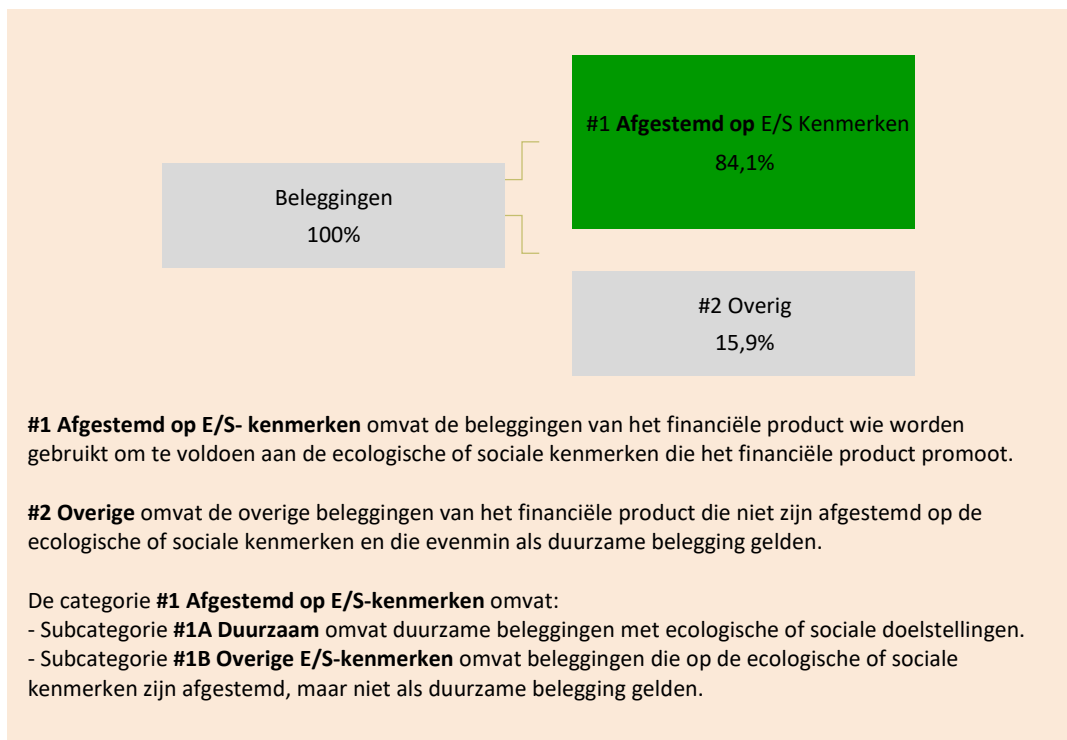 #1 Afgestemd op E/S Kenmerken
84,1%
Beleggingen
100%
#2 Overig
15,9%
#1 Afgestemd op E/S- kenmerken omvat de beleggingen van het financiële product wie worden
gebruikt om te voldoen aan de ecologische of sociale kenmerken die het financiële product promoot.
#2 Overige omvat de overige beleggingen van het financiële product die niet zijn afgestemd op de
ecologische of sociale kenmerken en die evenmin als duurzame belegging gelden.
De categorie #1 Afgestemd op E/S-kenmerken omvat:
- Subcategorie #1A Duurzaam omvat duurzame beleggingen met ecologische of sociale doelstellingen.
- Subcategorie #1B Overige E/S-kenmerken omvat beleggingen die op de ecologische of sociale
kenmerken zijn afgestemd, maar niet als duurzame belegging gelden.